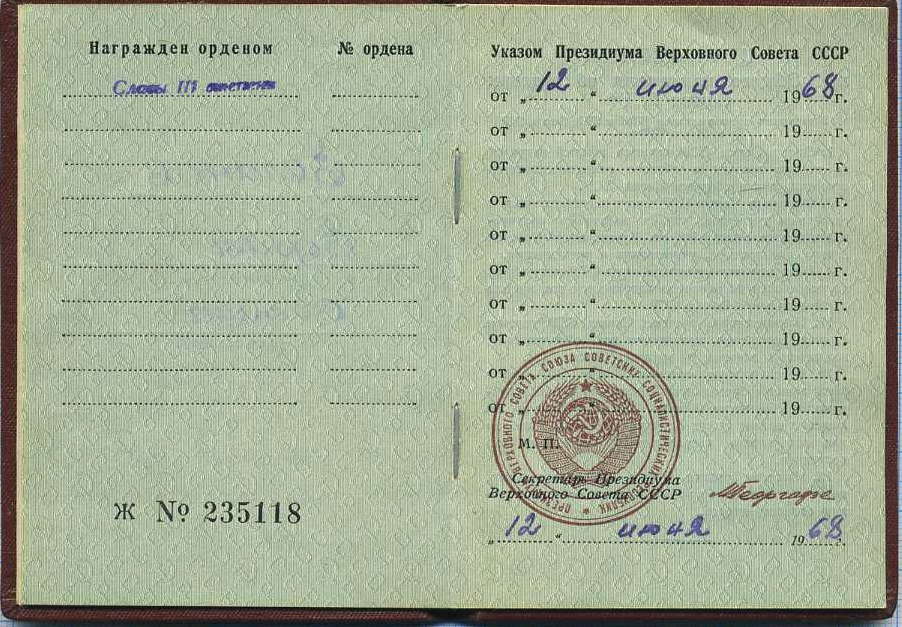 Награжден орденом № ордена
Славы III степени
Ж № 235118
Указом Президиума Верховного Совета СССР
от „ 12 “ июня 1968 г.
от „ “ 19 г.
от „ “ 19 г.
от „ “ 19 г.
от „ “ 19 г.
от „ “ 19 г.
от „ “ 19 г.
от „ “ 19 г.
от „ “ 19 г.
от „ “ 19 г.
ПРЕЗИДИУМ ВЕРХОВНОГО СОВЕТА СОЮЗА СОВЕТСКИХ СОЦИАЛИСТИЧЕСКИХ РЕСПУБЛИК
М. П.
Секретарь Президиума
Верховного Совета СССР
„ 12 “ июня 1968 г.